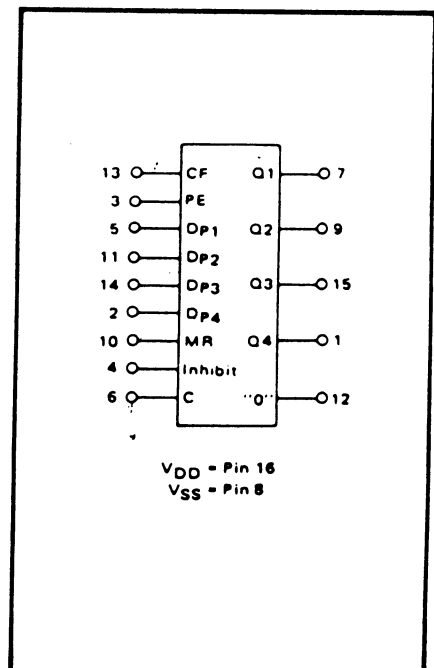 13 CF Q1 7
3 PE
5 DP1 Q2 9
11 DP2
14 DP3 Q3 15
2 DP4
10 MR Q4 1
4 Inhibit
6 C "0" 12
VDD = Pin 16
VSS = Pin 8